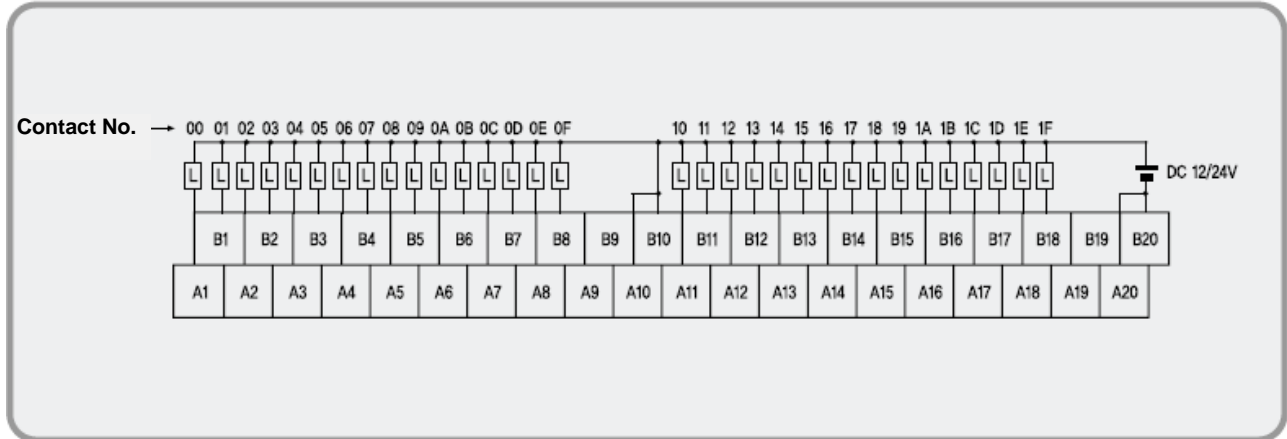 Contact No. → 00 01 02 03 04 05 06 07 08 09 0A 0B 0C 0D 0E 0F 10 11 12 13 14 15 16 17 18 19 1A 1B 1C 1D 1E 1F
L L L L L L L L L L L L L L L L L L L L L L L L L L L L L L L L DC 12/24V
B1 B2 B3 B4 B5 B6 B7 B8 B9 B10 B11 B12 B13 B14 B15 B16 B17 B18 B19 B20
A1 A2 A3 A4 A5 A6 A7 A8 A9 A10 A11 A12 A13 A14 A15 A16 A17 A18 A19 A20